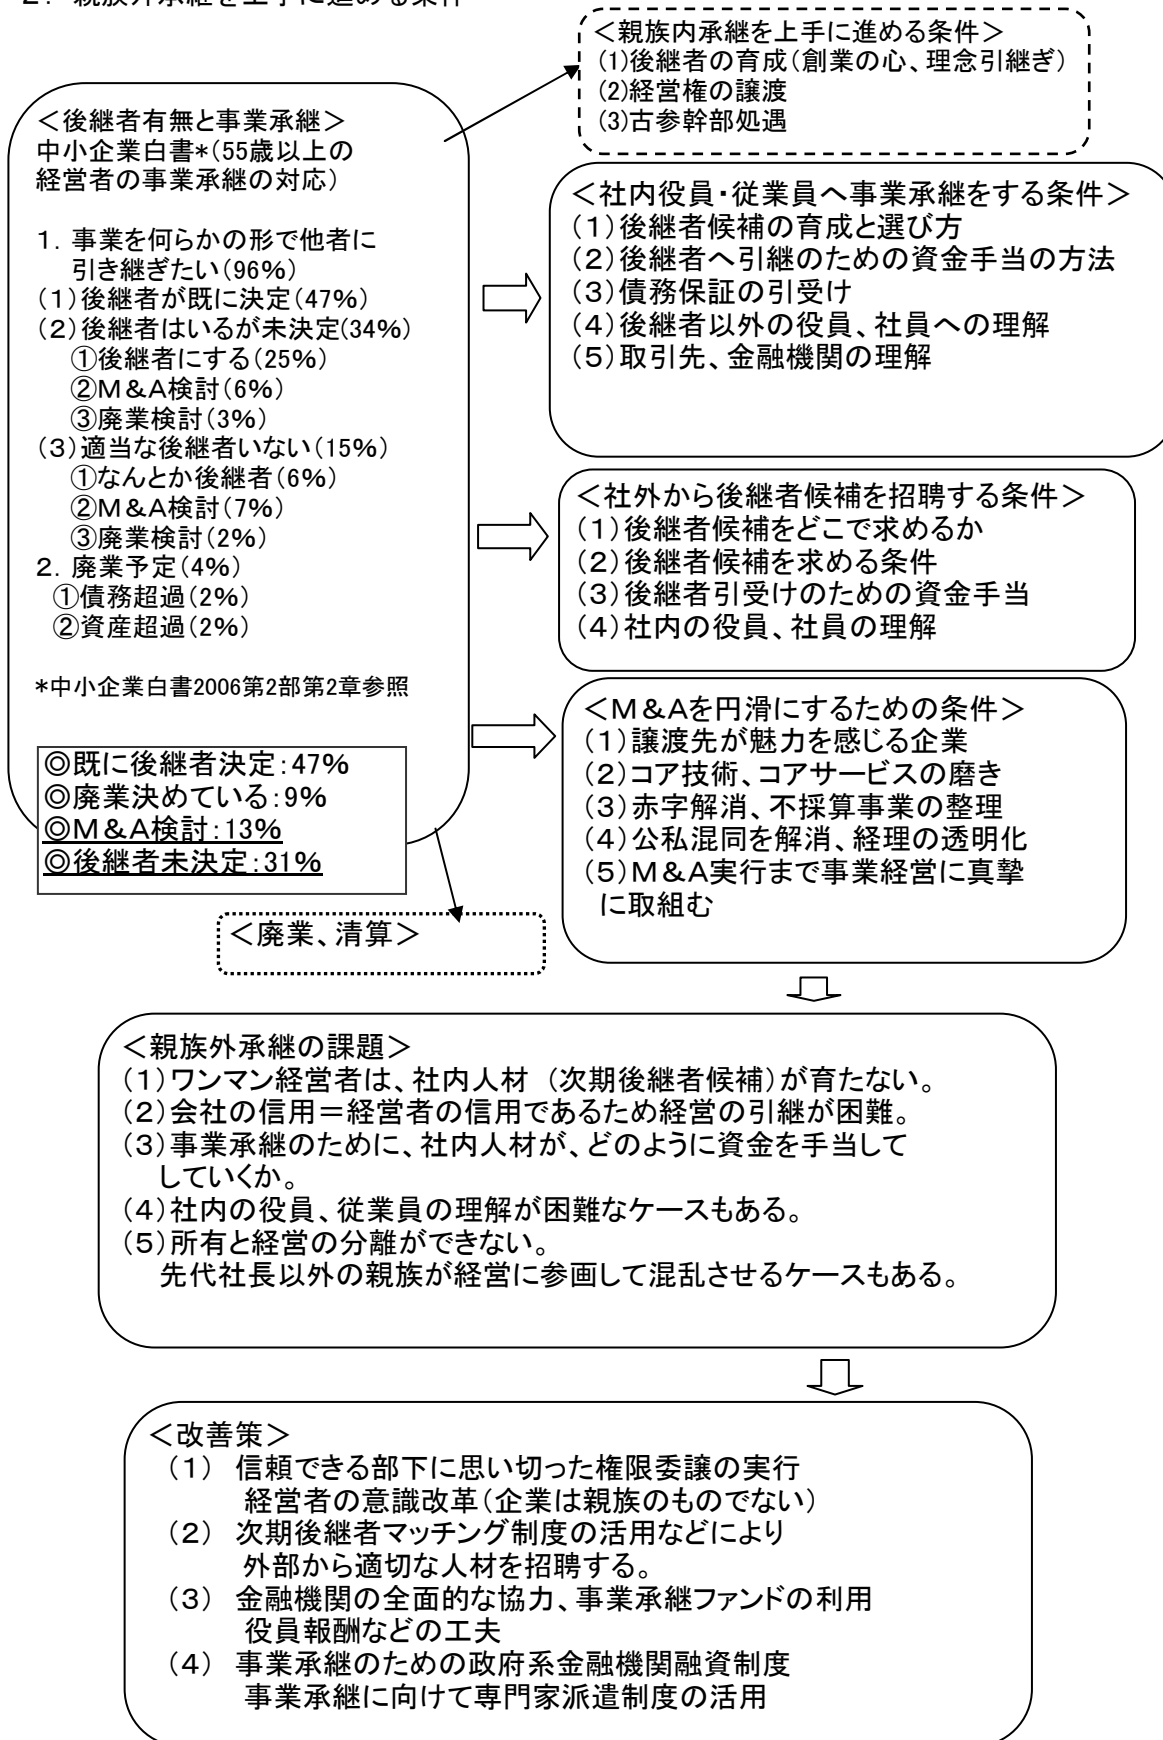 2. 親族外承継を上手に進める条件
＜親族内承継を上手に進める条件＞
(1)後継者の育成(創業の心、理念引継ぎ)
(2)経営権の譲渡
(3)古参幹部処遇
＜後継者有無と事業承継＞
中小企業白書*(55歳以上の
経営者の事業承継の対応)
1. 事業を何らかの形で他者に
引き継ぎたい(96%)
(1)後継者が既に決定(47%)
(2)後継者はいるが未決定(34%)
①後継者にする(25%)
②M&A検討(6%)
③廃業検討(3%)
(3)適当な後継者いない(15%)
①なんとか後継者(6%)
②M&A検討(7%)
③廃業検討(2%)
2. 廃業予定(4%)
①債務超過(2%)
②資産超過(2%)
*中小企業白書2006第2部第2章参照
◎既に後継者決定:47%
◎廃業決めている:9%
◎M&A検討:13%
◎後継者未決定:31%
＜廃業、清算＞
＜社内役員・従業員へ事業承継をする条件＞
(1)後継者候補の育成と選び方
(2)後継者へ引継のための資金手当の方法
(3)債務保証の引受け
(4)後継者以外の役員、社員への理解
(5)取引先、金融機関の理解
＜社外から後継者候補を招聘する条件＞
(1)後継者候補をどこで求めるか
(2)後継者候補を求める条件
(3)後継者引受けのための資金手当
(4)社内の役員、社員の理解
＜M&Aを円滑にするための条件＞
(1)譲渡先が魅力を感じる企業
(2)コア技術、コアサービスの磨き
(3)赤字解消、不採算事業の整理
(4)公私混同を解消、経理の透明化
(5)M&A実行まで事業経営に真摯
に取組む
＜親族外承継の課題＞
(1)ワンマン経営者は、社内人材 (次期後継者候補)が育たない。
(2)会社の信用＝経営者の信用であるため経営の引継が困難。
(3)事業承継のために、社内人材が、どのように資金を手当して
していくか。
(4)社内の役員、従業員の理解が困難なケースもある。
(5)所有と経営の分離ができない。
先代社長以外の親族が経営に参画して混乱させるケースもある。
＜改善策＞
(1) 信頼できる部下に思い切った権限委譲の実行
経営者の意識改革(企業は親族のものでない)
(2) 次期後継者マッチング制度の活用などにより
外部から適切な人材を招聘する。
(3) 金融機関の全面的な協力、事業承継ファンドの利用
役員報酬などの工夫
(4) 事業承継のための政府系金融機関融資制度
事業承継に向けて専門家派遣制度の活用